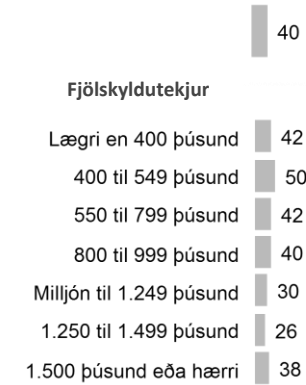 40
Fjölskyldutekjur
Lægri en 400 þúsund 42
400 til 549 þúsund 50
550 til 799 þúsund 42
800 til 999 þúsund 40
Milljón til 1.249 þúsund 30
1.250 til 1.499 þúsund 26
1.500 þúsund eða hærri 38